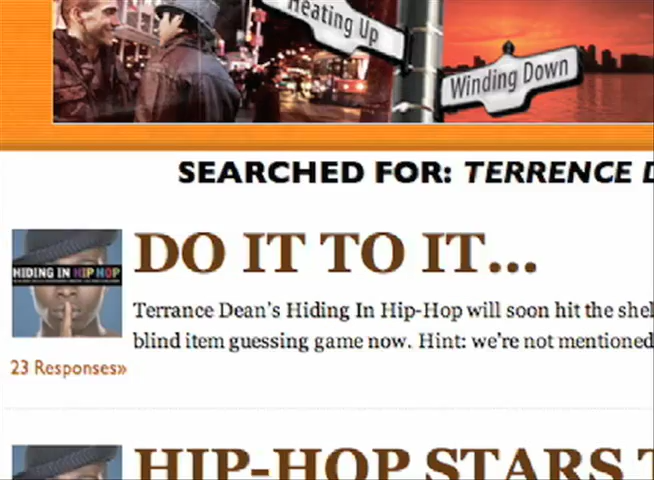 Heating Up
Winding Down
SEARCHED FOR: TERRENCE D
HIDING IN HIP HOP
DO IT TO IT...
Terrance Dean's Hiding In Hip-Hop will soon hit the shel
blind item guessing game now. Hint: we're not mentioned
23 Responses»
HIP-HOP STARS T